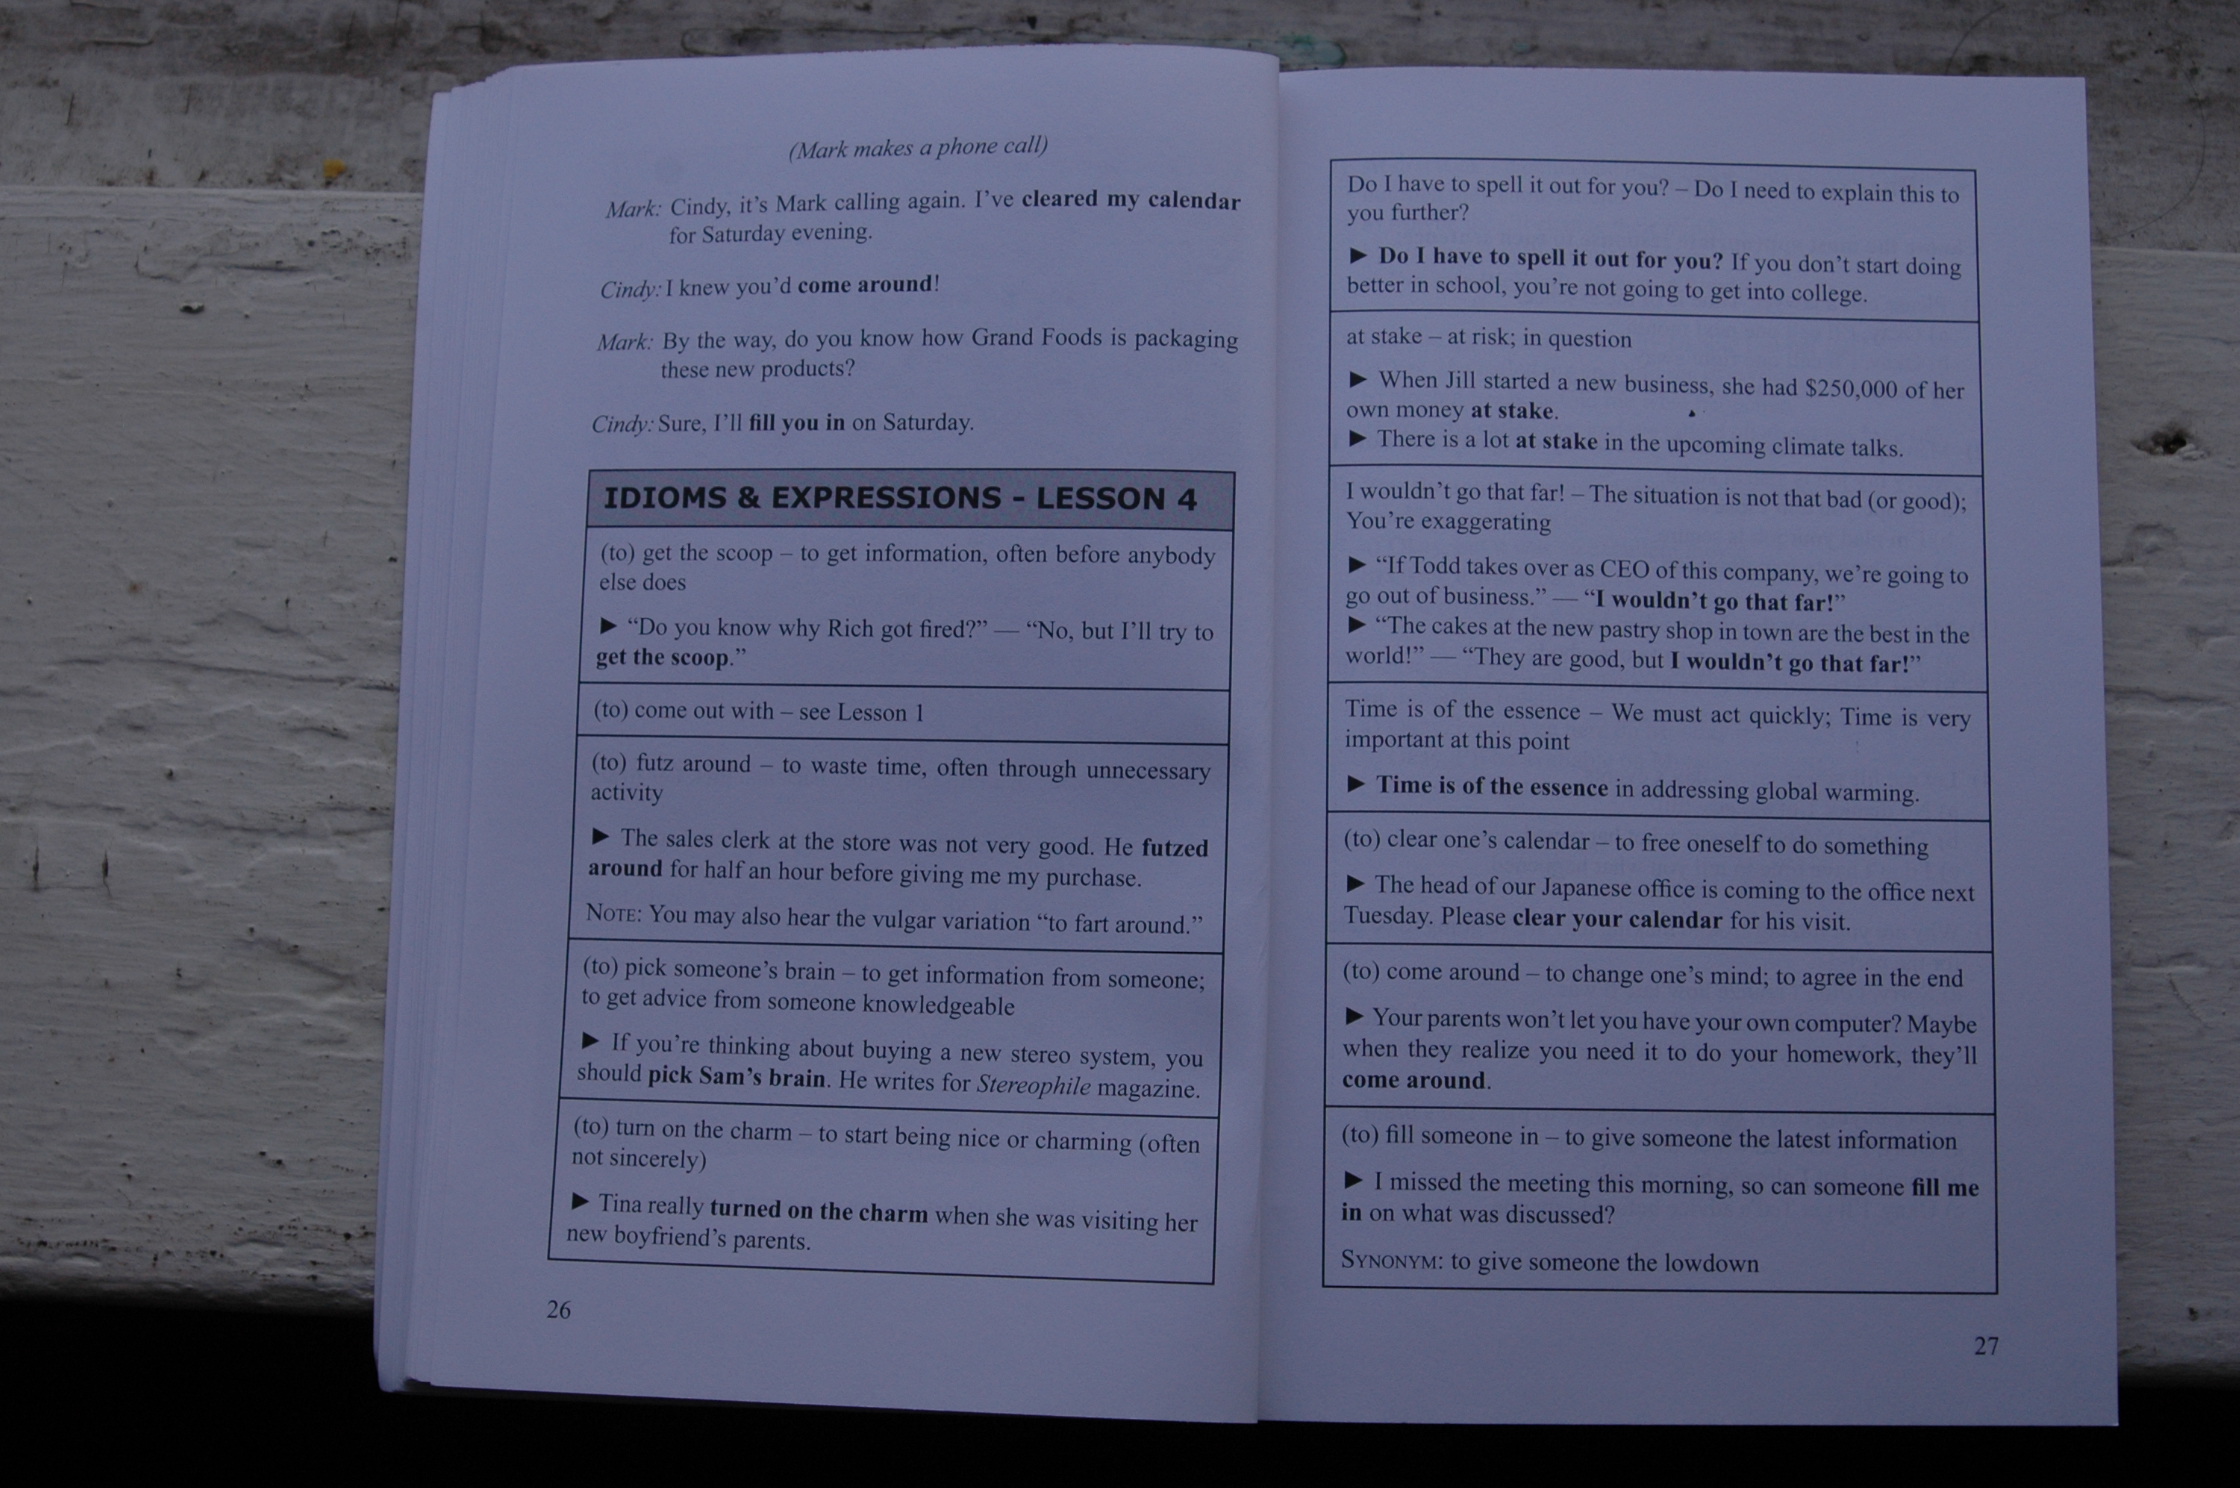 (Mark makes a phone call)
Mark: Cindy, it's Mark calling again. I've cleared my calendar
for Saturday evening.
Cindy: I knew you'd come around!
Mark: By the way, do you know how Grand Foods is packaging
these new products?
Cindy: Sure, I'll fill you in on Saturday.
IDIOMS & EXPRESSIONS - LESSON 4
(to) get the scoop – to get information, often before anybody
else does
► “Do you know why Rich got fired?” — “No, but I'll try to
get the scoop.”
(to) come out with – see Lesson 1
(to) futz around – to waste time, often through unnecessary
activity
► The sales clerk at the store was not very good. He futzed
around for half an hour before giving me my purchase.
NOTE: You may also hear the vulgar variation “to fart around.”
(to) pick someone's brain – to get information from someone;
to get advice from someone knowledgeable
► If you're thinking about buying a new stereo system, you
should pick Sam's brain. He writes for Stereophile magazine.
(to) turn on the charm – to start being nice or charming (often
not sincerely)
► Tina really turned on the charm when she was visiting her
new boyfriend's parents.
26
Do I have to spell it out for you? – Do I need to explain this to
you further?
► Do I have to spell it out for you? If you don't start doing
better in school, you're not going to get into college.
at stake – at risk; in question
► When Jill started a new business, she had $250,000 of her
own money at stake.
► There is a lot at stake in the upcoming climate talks.
I wouldn't go that far! – The situation is not that bad (or good);
You're exaggerating
► “If Todd takes over as CEO of this company, we're going to
go out of business.” — “I wouldn't go that far!”
► “The cakes at the new pastry shop in town are the best in the
world!” — “They are good, but I wouldn't go that far!”
Time is of the essence – We must act quickly; Time is very
important at this point
► Time is of the essence in addressing global warming.
(to) clear one's calendar – to free oneself to do something
► The head of our Japanese office is coming to the office next
Tuesday. Please clear your calendar for his visit.
(to) come around – to change one's mind; to agree in the end
► Your parents won't let you have your own computer? Maybe
when they realize you need it to do your homework, they'll
come around.
(to) fill someone in – to give someone the latest information
► I missed the meeting this morning, so can someone fill me
in on what was discussed?
SYNONYM: to give someone the lowdown
27